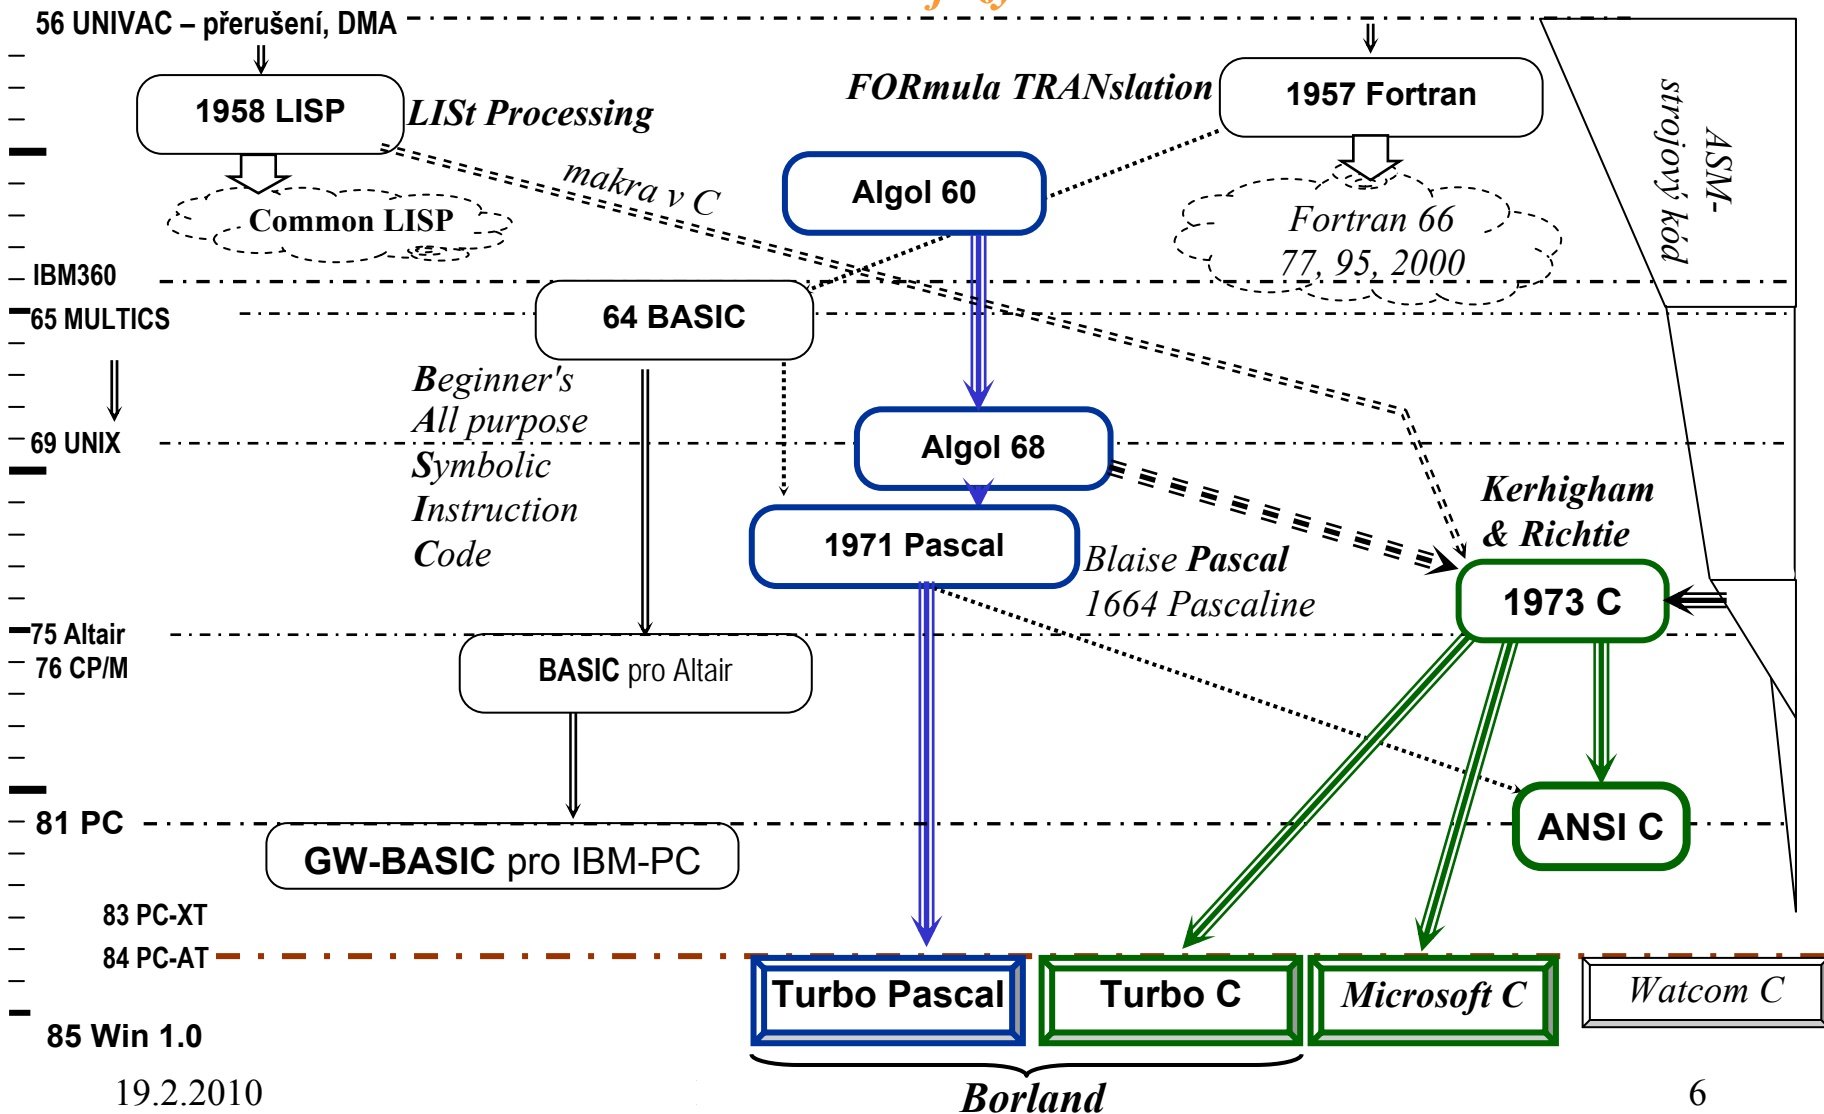 56 UNIVAC – přerušení, DMA
1958 LISP
LISt Processing
FORmula TRANslation
1957 Fortran
ASM-
strojový kód
makra v C
Algol 60
Common LISP
Fortran 66
77, 95, 2000
IBM360
64 BASIC
65 MULTICS
Beginner's
All purpose
Symbolic
Instruction
Code
69 UNIX
Algol 68
Kerhigham
& Richtie
1971 Pascal
Blaise Pascal
1664 Pascaline
1973 C
75 Altair
76 CP/M
BASIC pro Altair
81 PC
ANSI C
GW-BASIC pro IBM-PC
83 PC-XT
84 PC-AT
Turbo Pascal
Turbo C
Microsoft C
Watcom C
85 Win 1.0
Borland
19.2.2010
6